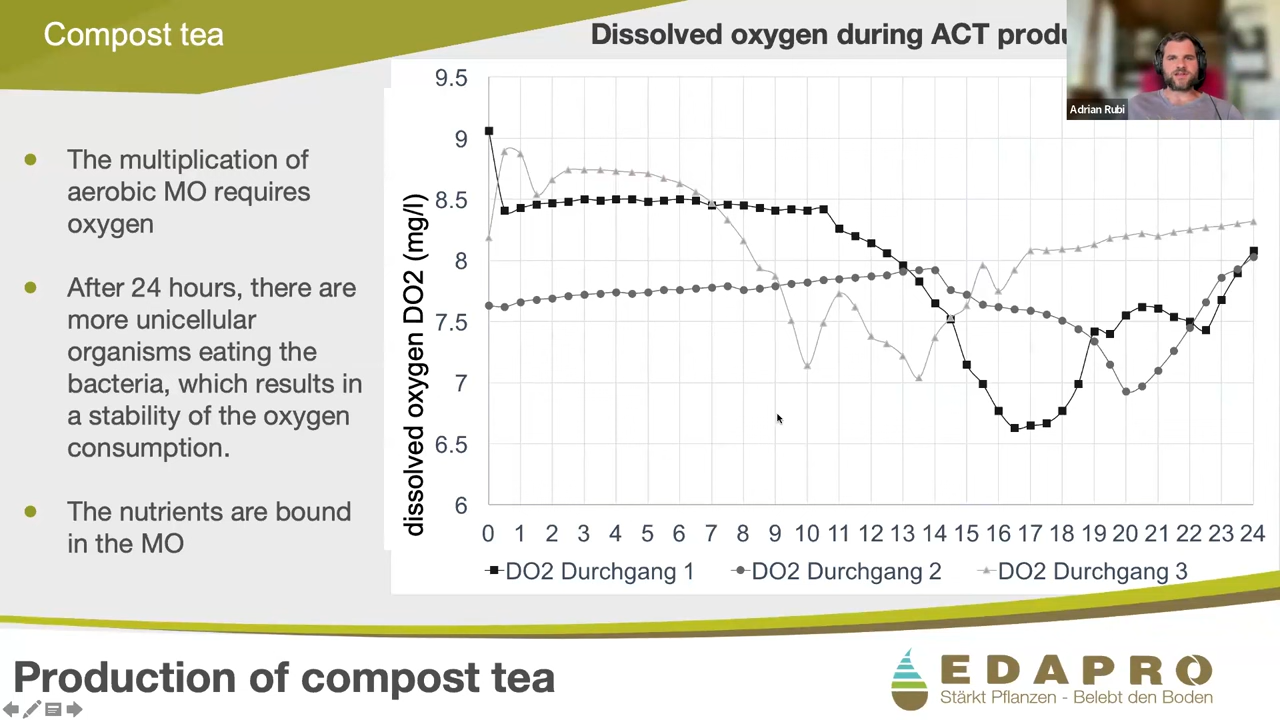 Compost tea
Dissolved oxygen during ACT produ
Adrian Rubi
The multiplication of
aerobic MO requires
oxygen
After 24 hours, there are
more unicellular
organisms eating the
bacteria, which results in
a stability of the oxygen
consumption.
The nutrients are bound
in the MO
dissolved oxygen DO2 (mg/l)
9.5
9
8.5
8
7.5
7
6.5
6
0 1 2 3 4 5 6 7 8 9 10 11 12 13 14 15 16 17 18 19 20 21 22 23 24
DO2 Durchgang 1 DO2 Durchgang 2 DO2 Durchgang 3
Production of compost tea
EDAPRO
Stärkt Pflanzen - Belebt den Boden